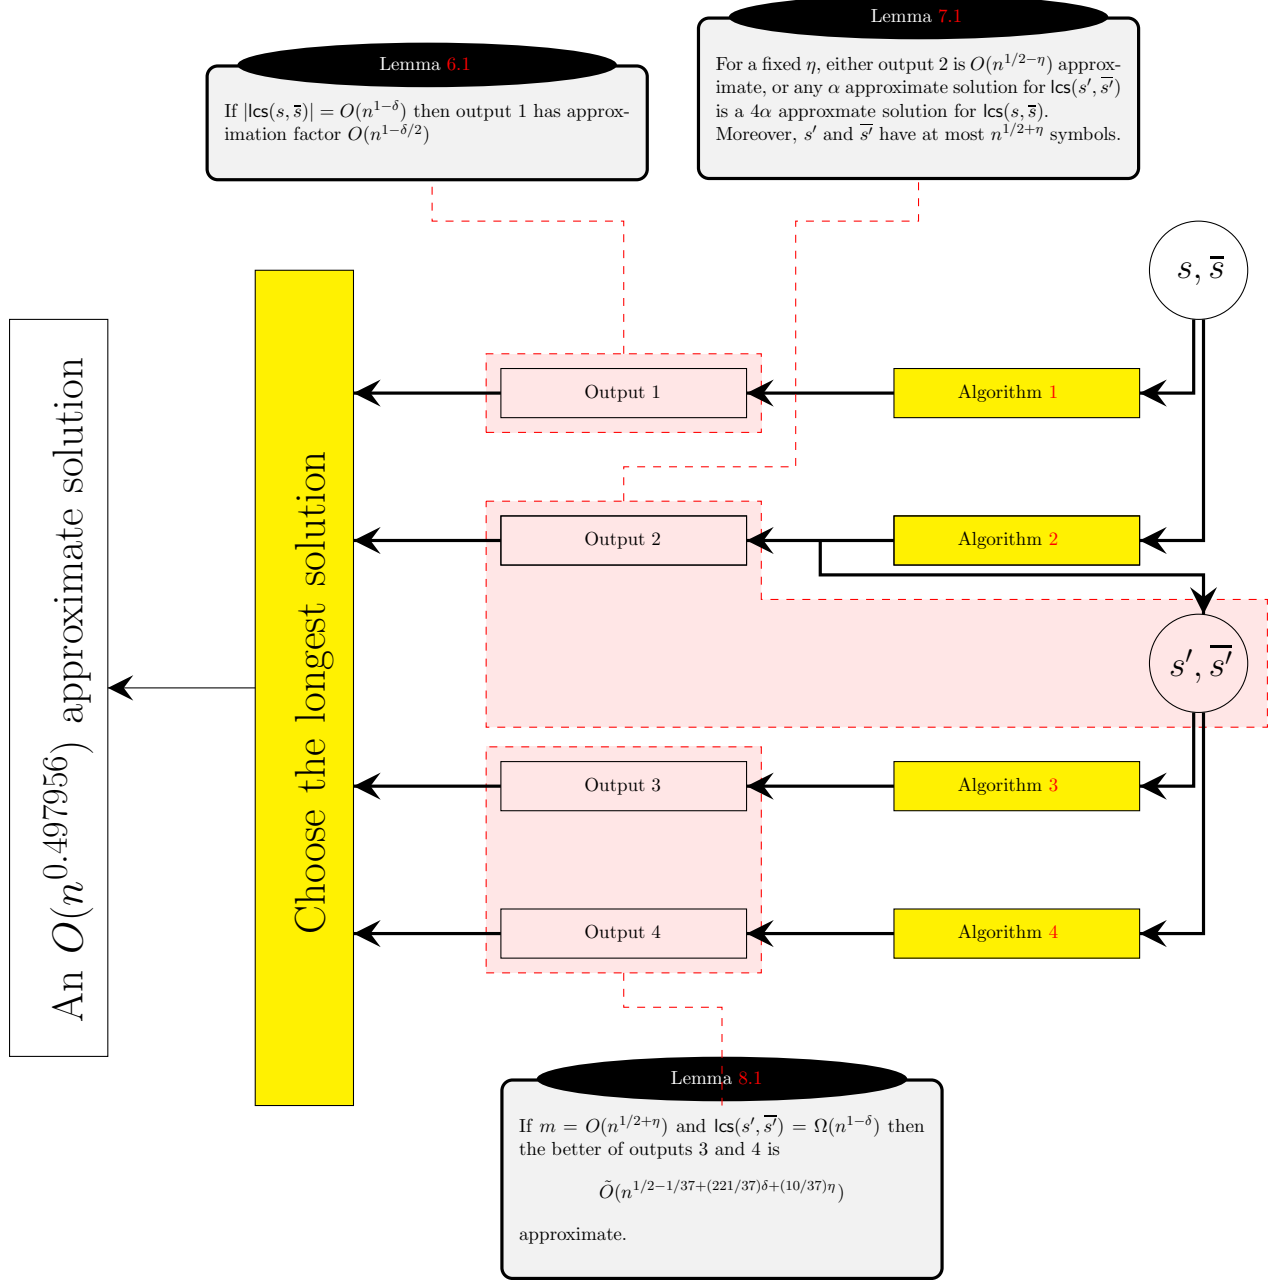 Lemma 6.1
If |lcs(s, s̅)| = O(n^{1−δ}) then output 1 has approx-
imation factor O(n^{1−δ/2})
Lemma 7.1
For a fixed η, either output 2 is O(n^{1/2−η}) approx-
imate, or any α approximate solution for lcs(s′, s̅′)
is a 4α approxmate solution for lcs(s, s̅).
Moreover, s′ and s̅′ have at most n^{1/2+η} symbols.
s, s̅
Output 1
Algorithm 1
Output 2
Algorithm 2
s′, s̅′
Output 3
Algorithm 3
Output 4
Algorithm 4
Choose the longest solution
An O(n^{0.497956}) approximate solution
Lemma 8.1
If m = O(n^{1/2+η}) and lcs(s′, s̅′) = Ω(n^{1−δ}) then
the better of outputs 3 and 4 is
Õ(n^{1/2−1/37+(221/37)δ+(10/37)η})
approximate.